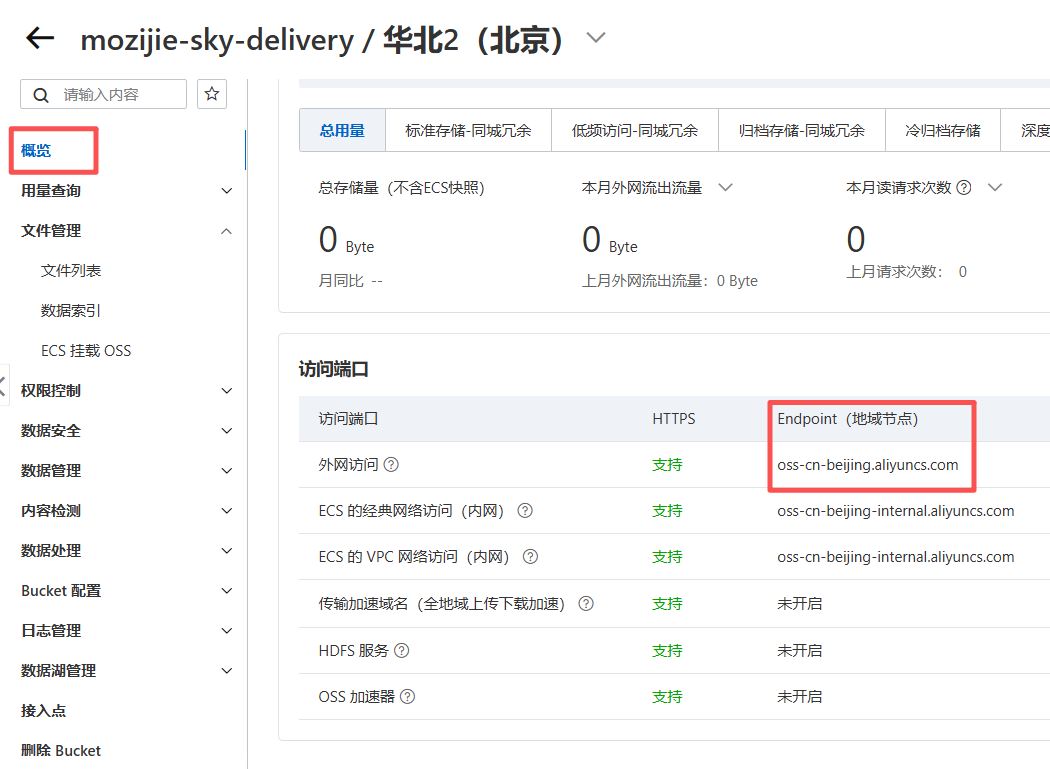 mozijie-sky-delivery / 华北2（北京）
请输入内容
概览
用量查询
文件管理
文件列表
数据索引
ECS 挂载 OSS
权限控制
数据安全
数据管理
内容检测
数据处理
Bucket 配置
日志管理
数据湖管理
接入点
删除 Bucket
总用量 标准存储-同城冗余 低频访问-同城冗余 归档存储-同城冗余 冷归档存储 深度
总存储量（不含ECS快照） 本月外网流出流量 本月读请求次数
0 Byte 0 Byte 0
月同比 -- 上月外网流出流量：0 Byte 上月请求次数： 0
访问端口
访问端口 HTTPS Endpoint（地域节点）
外网访问 支持 oss-cn-beijing.aliyuncs.com
ECS 的经典网络访问（内网） 支持 oss-cn-beijing-internal.aliyuncs.com
ECS 的 VPC 网络访问（内网） 支持 oss-cn-beijing-internal.aliyuncs.com
传输加速域名（全地域上传下载加速） 支持 未开启
HDFS 服务 支持 未开启
OSS 加速器 支持 未开启